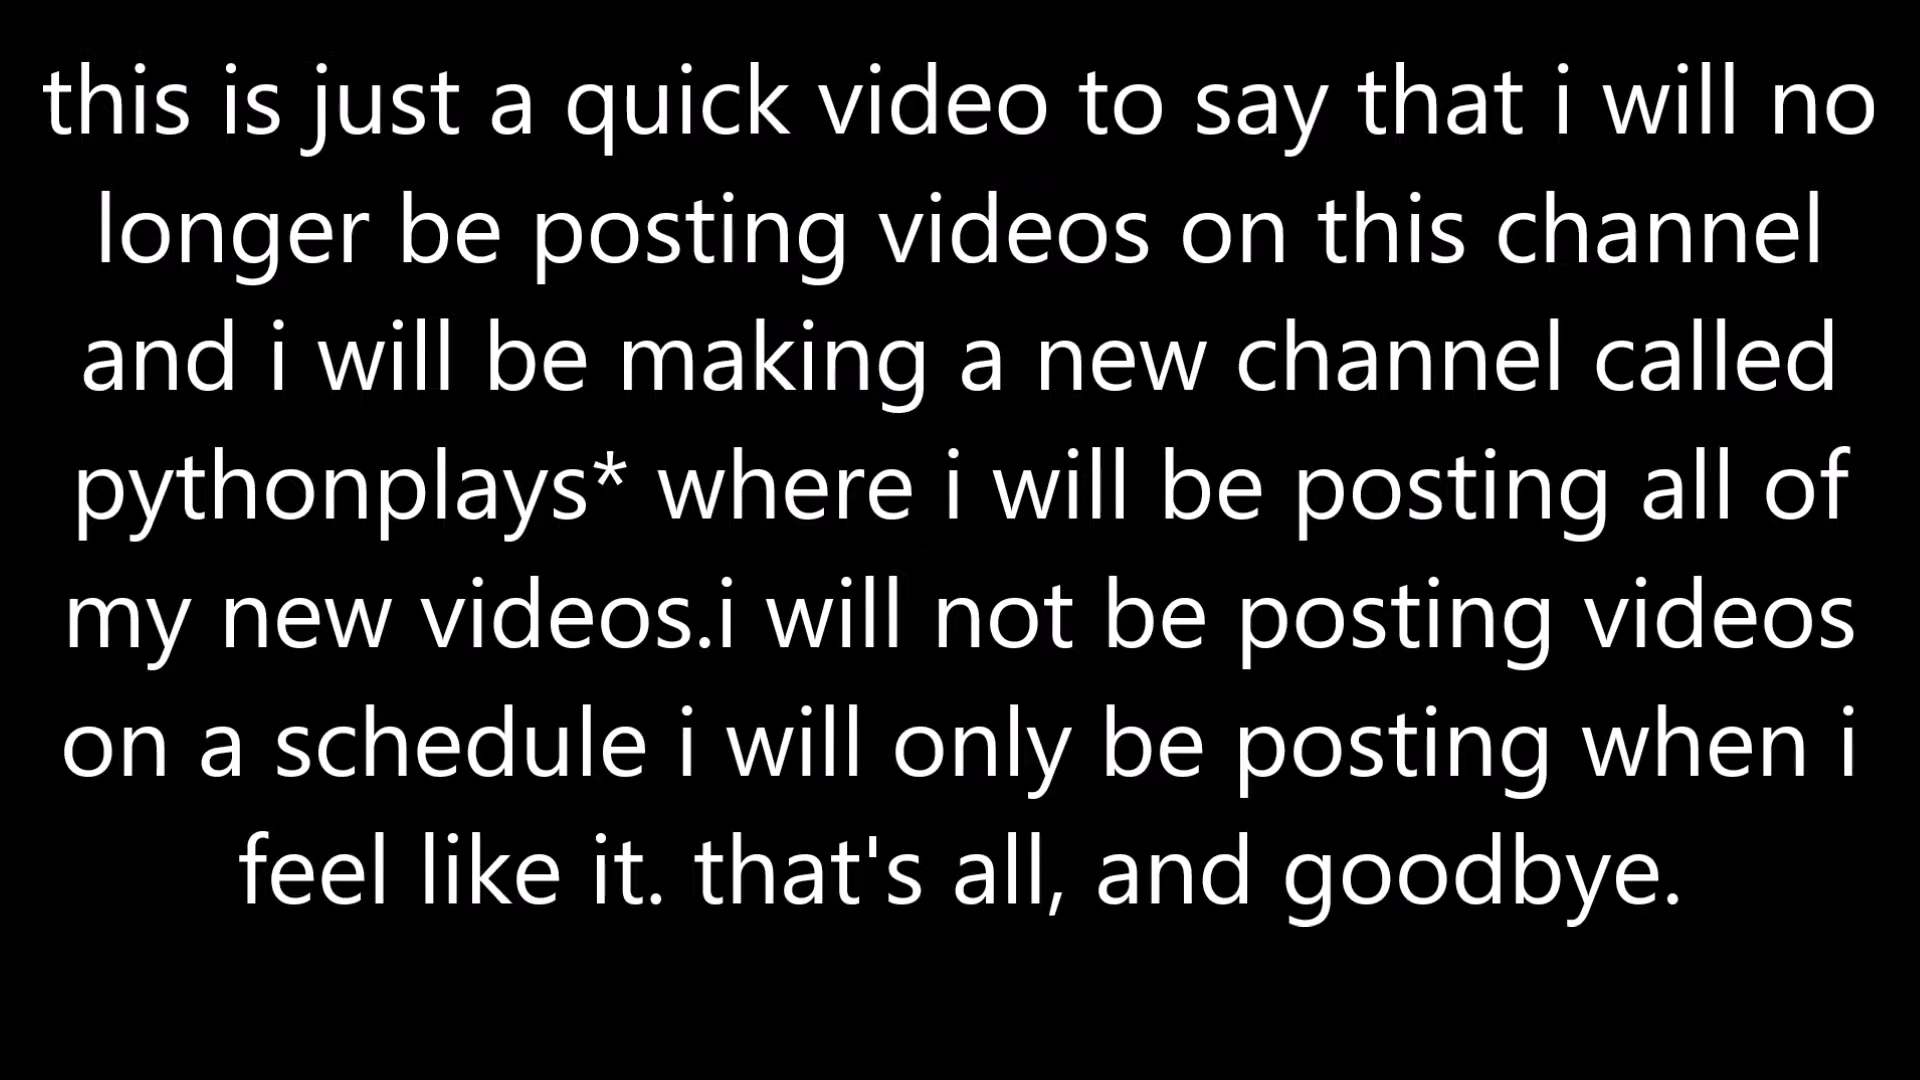 this is just a quick video to say that i will no
longer be posting videos on this channel
and i will be making a new channel called
pythonplays* where i will be posting all of
my new videos.i will not be posting videos
on a schedule i will only be posting when i
feel like it. that's all, and goodbye.